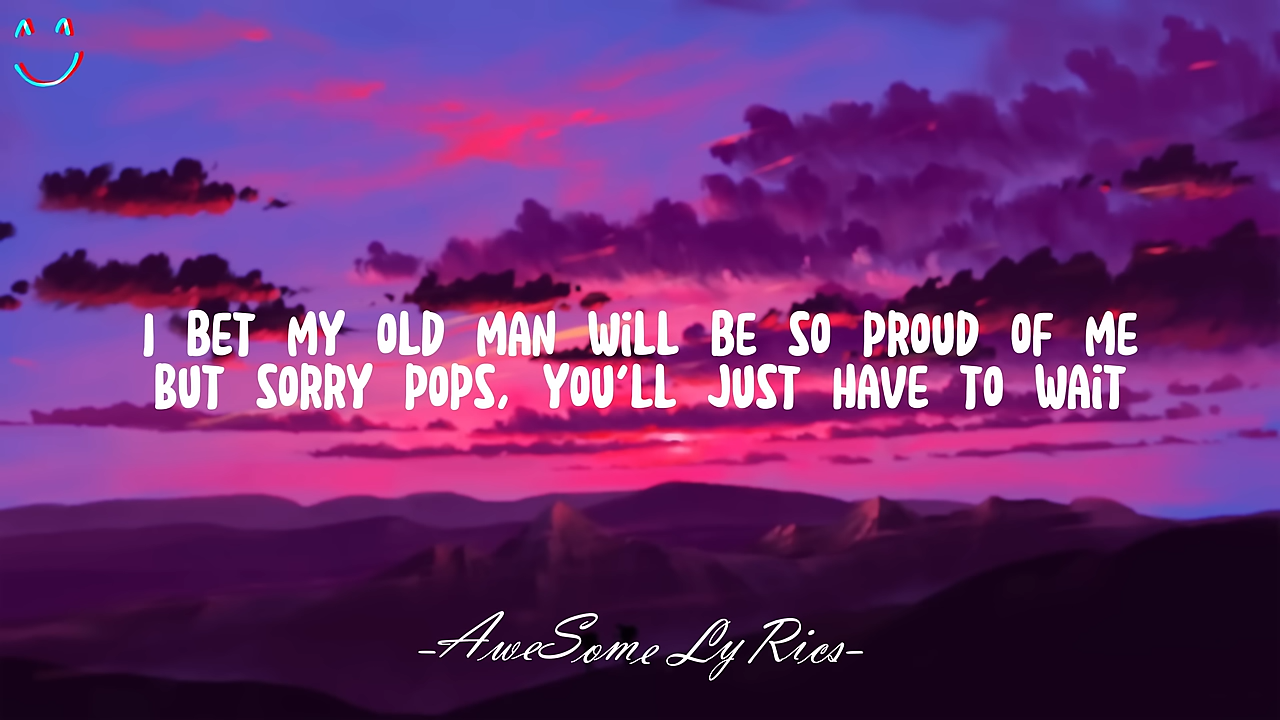 I BET MY OLD MAN WiLL BE SO PROUD OF ME
BUT SORRY POPS, YOU'LL JUST HAVE TO WAiT
-AweSome LyRics-